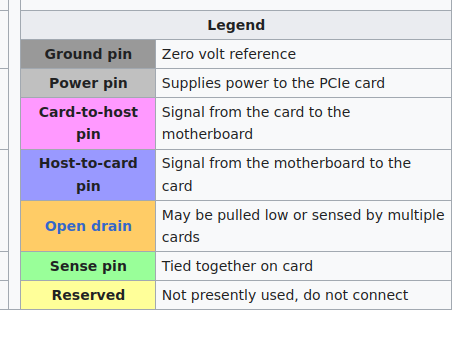 Legend
Ground pin Zero volt reference
Power pin Supplies power to the PCIe card
Card-to-host
pin
Signal from the card to the
motherboard
Host-to-card
pin
Signal from the motherboard to the
card
Open drain
May be pulled low or sensed by multiple
cards
Sense pin Tied together on card
Reserved Not presently used, do not connect